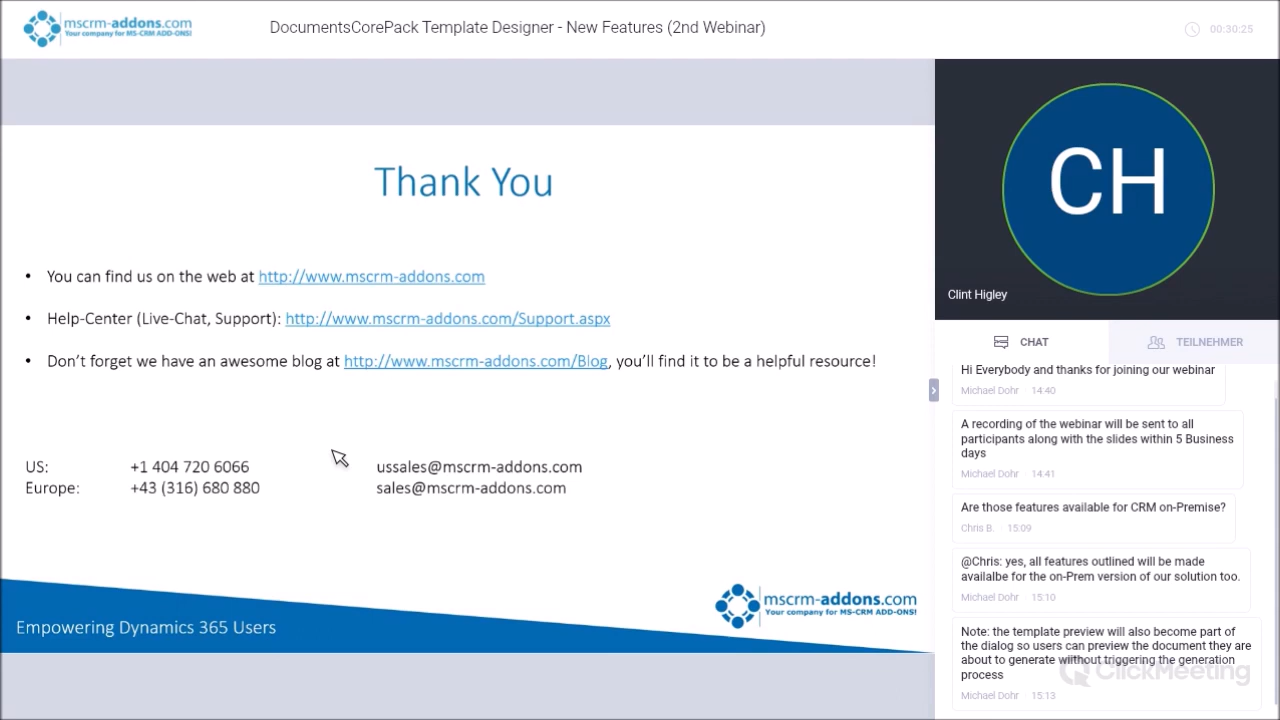 mscrm-addons.com
Your company for MS-CRM ADD-ONS!
DocumentsCorePack Template Designer - New Features (2nd Webinar)
00:30:25
Thank You
• You can find us on the web at http://www.mscrm-addons.com
• Help-Center (Live-Chat, Support): http://www.mscrm-addons.com/Support.aspx
• Don't forget we have an awesome blog at http://www.mscrm-addons.com/Blog, you'll find it to be a helpful resource!
US: +1 404 720 6066 ussales@mscrm-addons.com
Europe: +43 (316) 680 880 sales@mscrm-addons.com
mscrm-addons.com
Your company for MS-CRM ADD-ONS!
Empowering Dynamics 365 Users
CH
Clint Higley
CHAT
TEILNEHMER
Hi Everybody and thanks for joining our webinar
Michael Dohr 14:40
A recording of the webinar will be sent to all
participants along with the slides within 5 Business
days
Michael Dohr 14:41
Are those features available for CRM on-Premise?
Chris B. 15:09
@Chris: yes, all features outlined will be made
availalbe for the on-Prem version of our solution too.
Michael Dohr 15:10
Note: the template preview will also become part of
the dialog so users can preview the document they are
about to generate wiithout triggering the generation
process
ClickMeeting
Michael Dohr 15:13